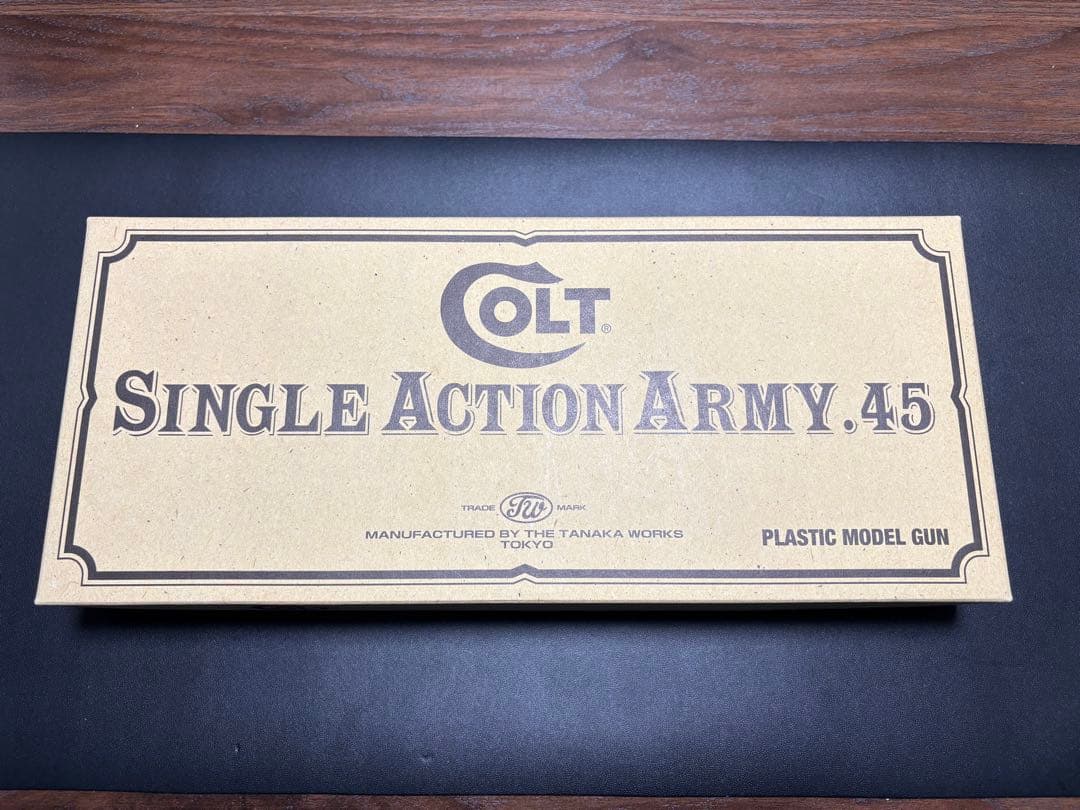 COLT®
SINGLE ACTION ARMY .45
TRADE TW MARK
MANUFACTURED BY THE TANAKA WORKS
TOKYO
PLASTIC MODEL GUN